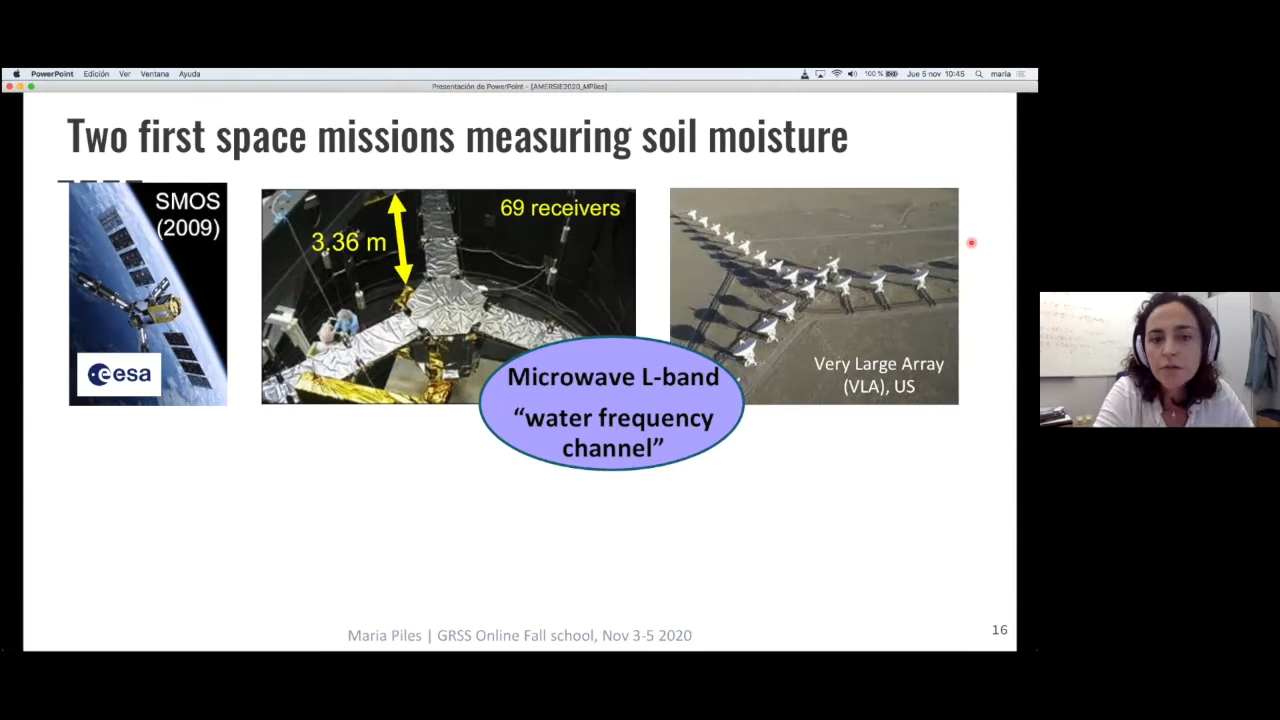 PowerPoint Edición Ver Ventana Ayuda
100 % Jue 5 nov 10:45 maria
Presentación de PowerPoint - [AMERSIE2020_MPiles]
Two first space missions measuring soil moisture
SMOS
(2009)
esa
3.36 m
69 receivers
Very Large Array
(VLA), US
Microwave L-band
“water frequency
channel”
Maria Piles | GRSS Online Fall school, Nov 3-5 2020
16